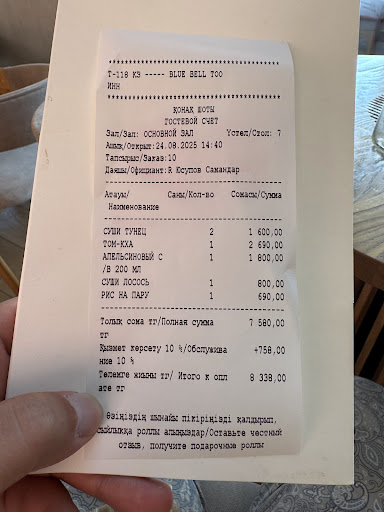 ****************************************
T-118 КЗ ----- BLUE BELL ТОО
ИНН
****************************************
ҚОНАҚ ШОТЫ
ГОСТЕВОЙ СЧЕТ
Зал/Зал: ОСНОВНОЙ ЗАЛ Үстел/Стол: 7
Ашық/Открыт:24.08.2025 14:40
Тапсырыс/Заказ:10
Даяшы/Официант:R Юсупов Самандар
Атауы/ Саны/Кол-во Сомасы/Сумма
Наименование
СУШИ ТУНЕЦ 2 1 600,00
ТОМ-КХА 1 2 690,00
АПЕЛЬСИНОВЫЙ С 1 1 800,00
/В 200 МЛ
СУШИ ЛОСОСЬ 1 800,00
РИС НА ПАРУ 1 690,00
Толық сома тг/Полная сумма 7 580,00
тг
Қызмет көрсету 10 %/Обслужива +758,00
ние 10 %
Төлемге жиыны тг/ Итого к опл 8 338,00
ате тг
Өзіңіздің шынайы пікіріңізді қалдырып,
сыйлыққа роллы алыңыздар/Оставьте честный
отзыв, получите подарочные роллы